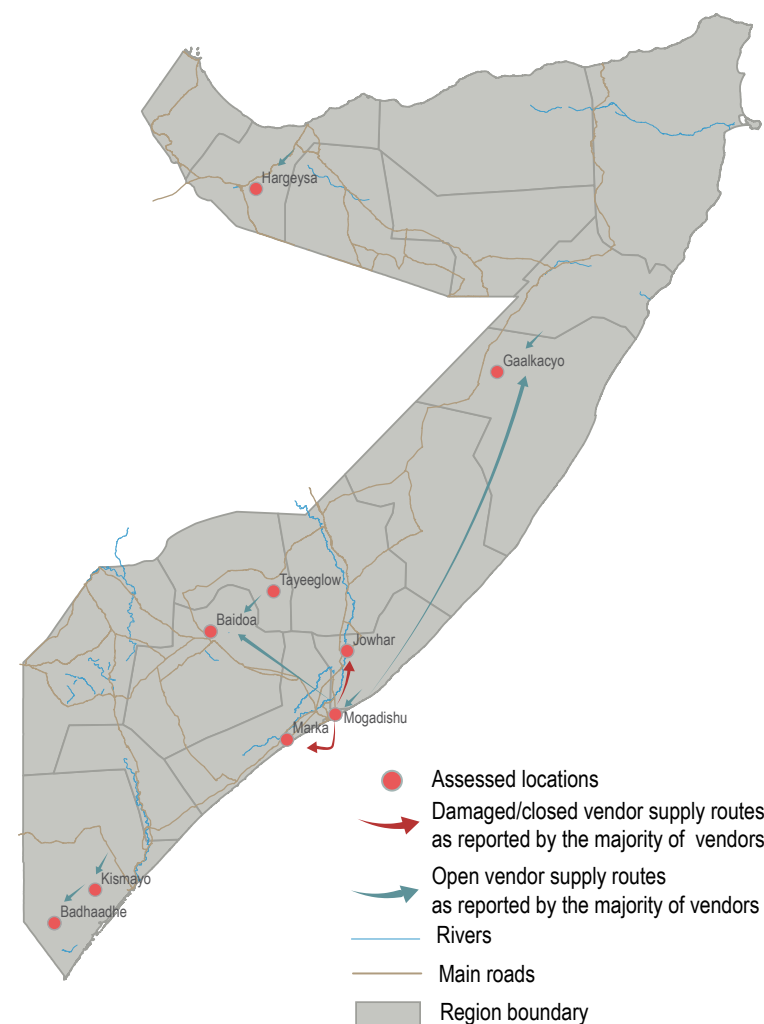 Hargeysa
Gaalkacyo
Tayeeglow
Baidoa
Jowhar
Mogadishu
Marka
Kismayo
Badhaadhe
Assessed locations
Damaged/closed vendor supply routes
as reported by the majority of vendors
Open vendor supply routes
as reported by the majority of vendors
Rivers
Main roads
Region boundary